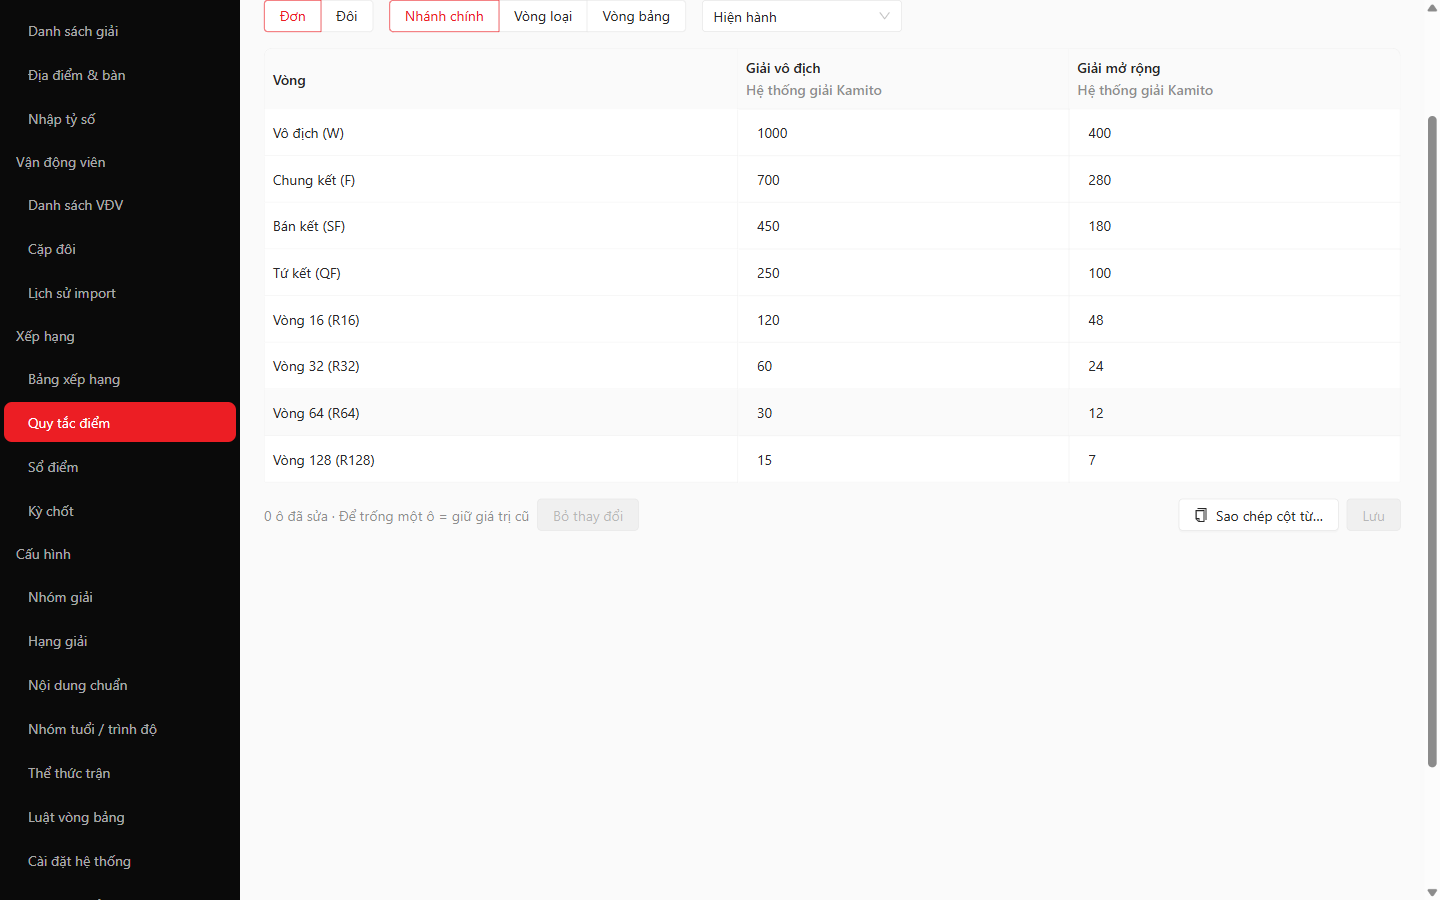 Danh sách giải
Địa điểm & bàn
Nhập tỷ số
Vận động viên
Danh sách VĐV
Cặp đôi
Lịch sử import
Xếp hạng
Bảng xếp hạng
Quy tắc điểm
Sổ điểm
Kỳ chốt
Cấu hình
Nhóm giải
Hạng giải
Nội dung chuẩn
Nhóm tuổi / trình độ
Thể thức trận
Luật vòng bảng
Cài đặt hệ thống
Đơn Đôi Nhánh chính Vòng loại Vòng bảng Hiện hành
Vòng Giải vô địch Giải mở rộng
Hệ thống giải Kamito Hệ thống giải Kamito
Vô địch (W) 1000 400
Chung kết (F) 700 280
Bán kết (SF) 450 180
Tứ kết (QF) 250 100
Vòng 16 (R16) 120 48
Vòng 32 (R32) 60 24
Vòng 64 (R64) 30 12
Vòng 128 (R128) 15 7
0 ô đã sửa · Để trống một ô = giữ giá trị cũ Bỏ thay đổi Sao chép cột từ... Lưu